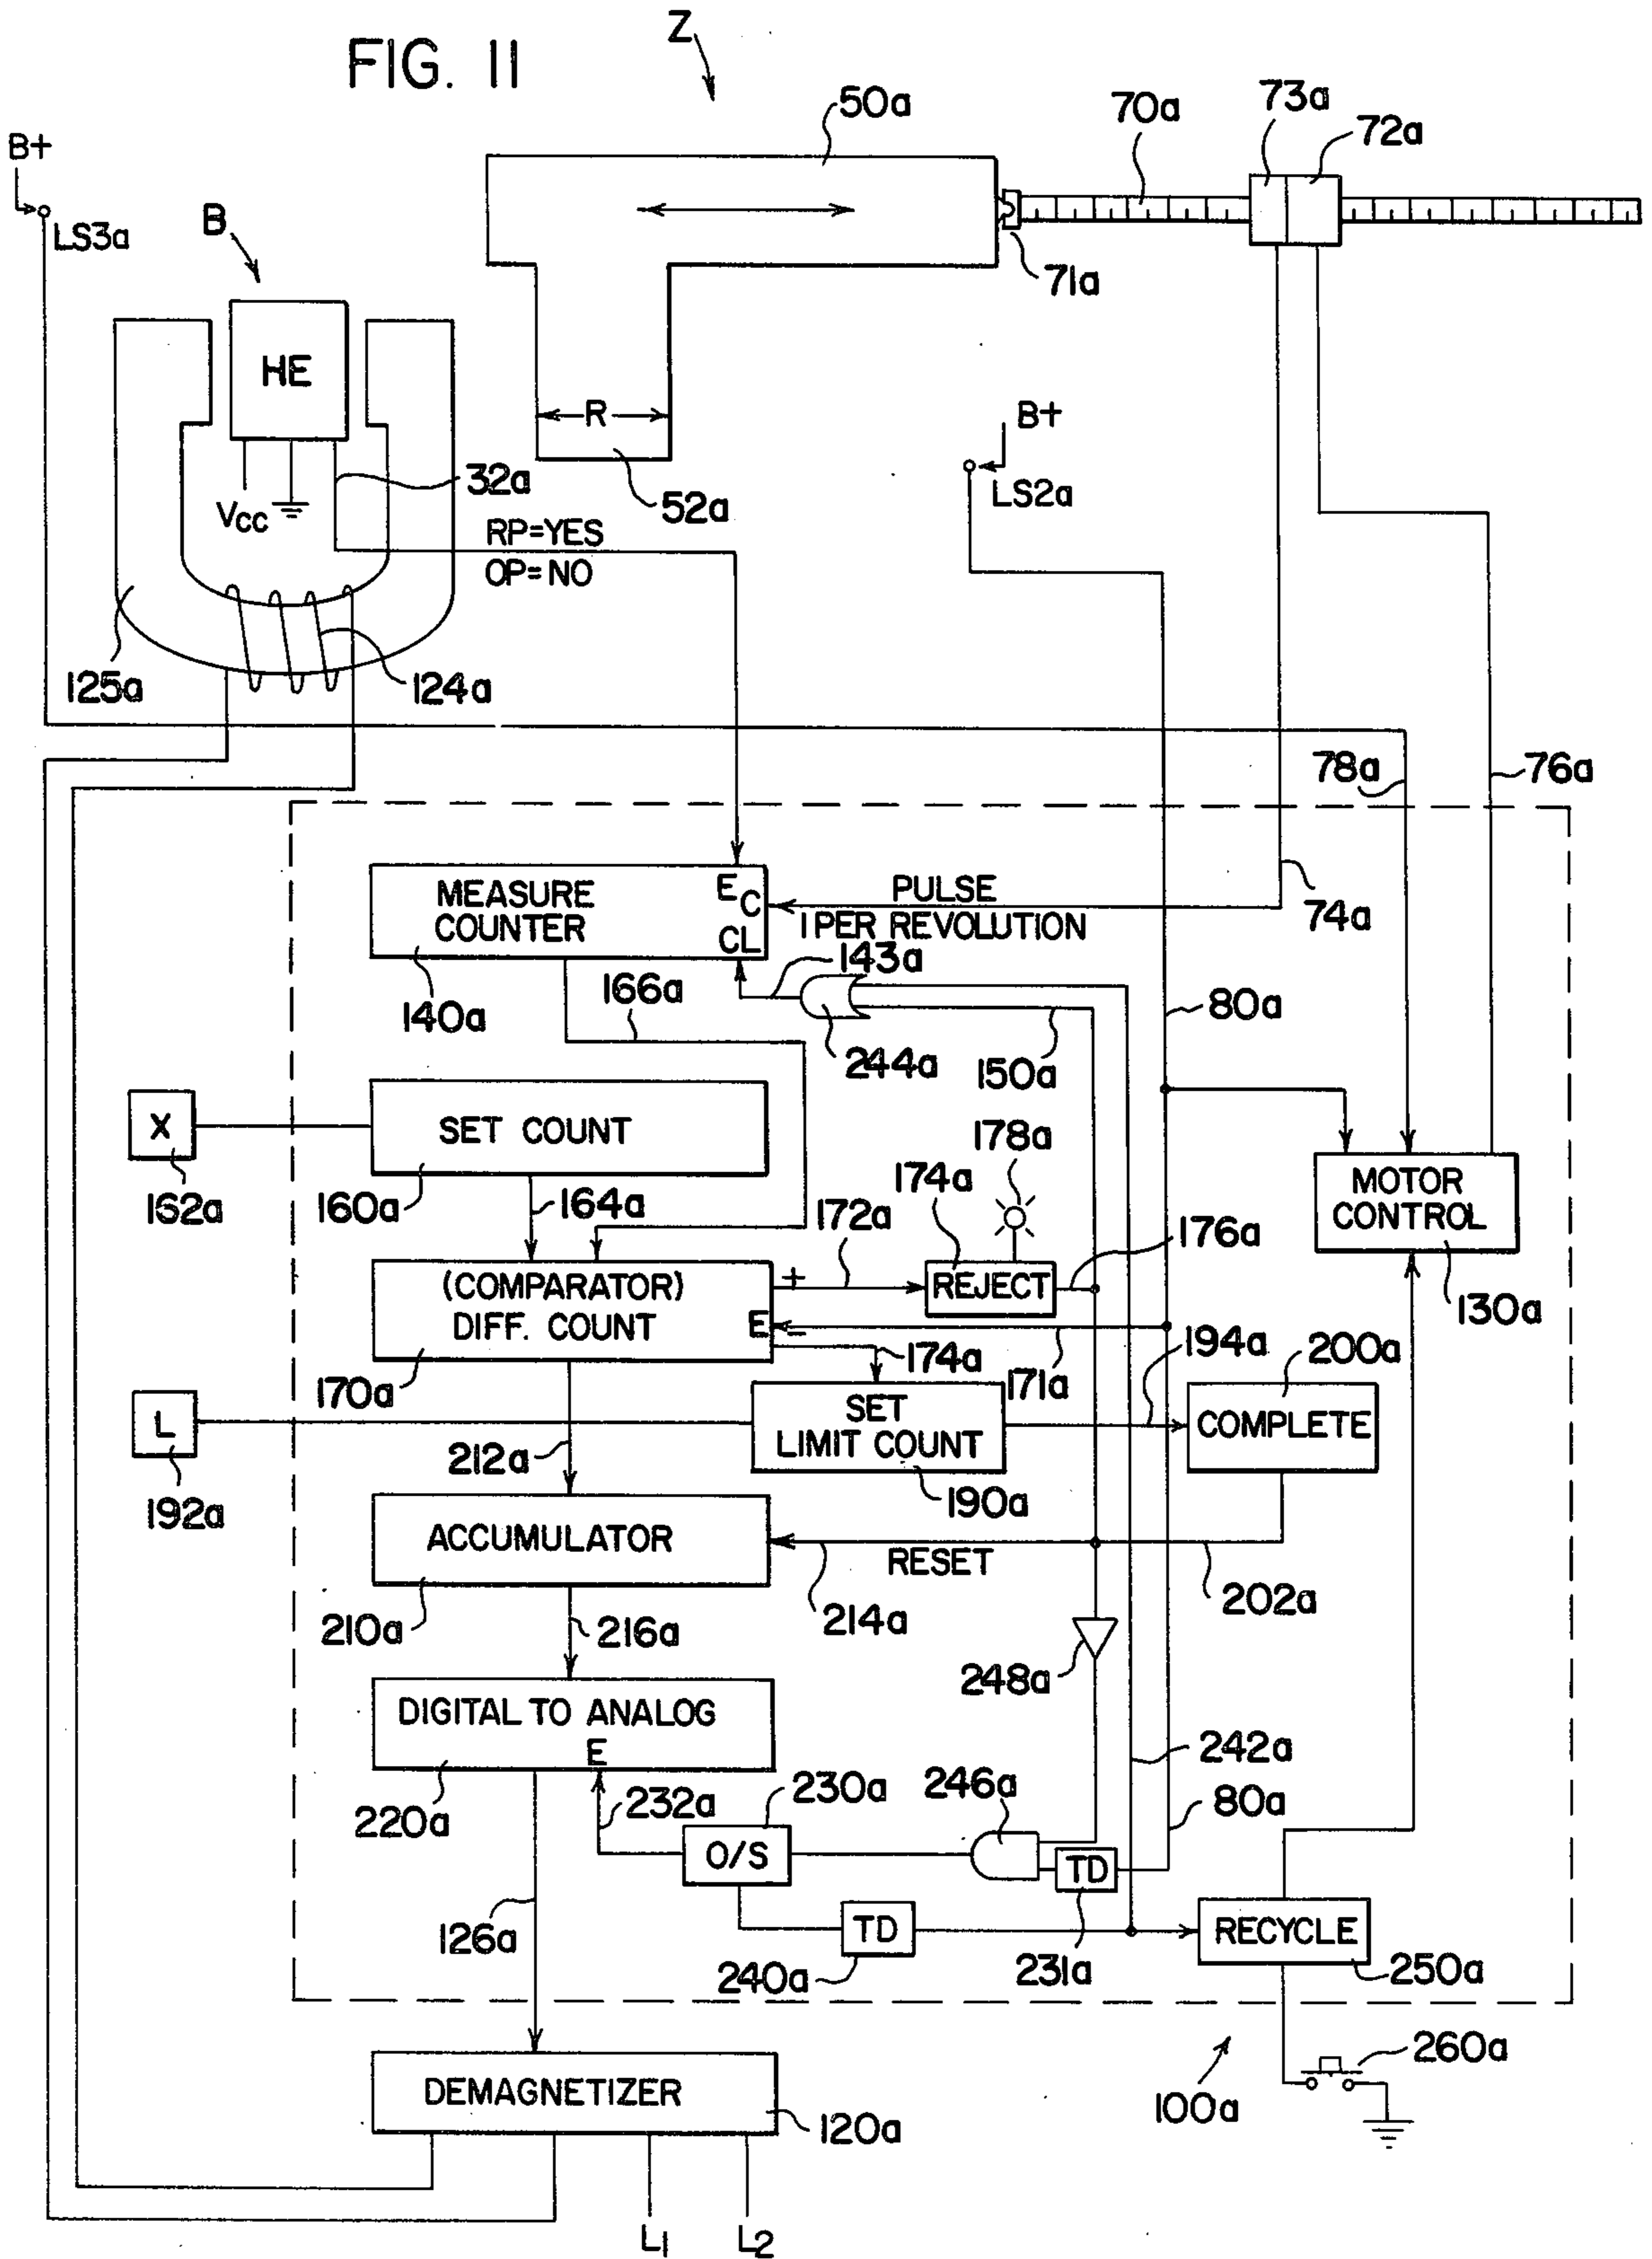 FIG. 11
Z
50a
70a
73a
72a
B+
LS3a
B
71a
HE
R
B+
LS2a
32a
52a
VCC
RP=YES
OP=NO
125a
124a
78a
76a
MEASURE
COUNTER
E
C
CL
PULSE
1 PER REVOLUTION
74a
143a
140a
166a
244a
150a
80a
X
162a
SET COUNT
160a
164a
178a
174a
172a
176a
REJECT
MOTOR
CONTROL
130a
(COMPARATOR)
DIFF. COUNT
+
E
-
174a
171a
194a
200a
170a
L
192a
SET
LIMIT COUNT
COMPLETE
212a
190a
ACCUMULATOR
RESET
210a
216a
214a
202a
248a
DIGITAL TO ANALOG
E
242a
220a
232a
230a
246a
80a
O/S
TD
126a
TD
240a
231a
RECYCLE
250a
260a
100a
DEMAGNETIZER
120a
L1
L2